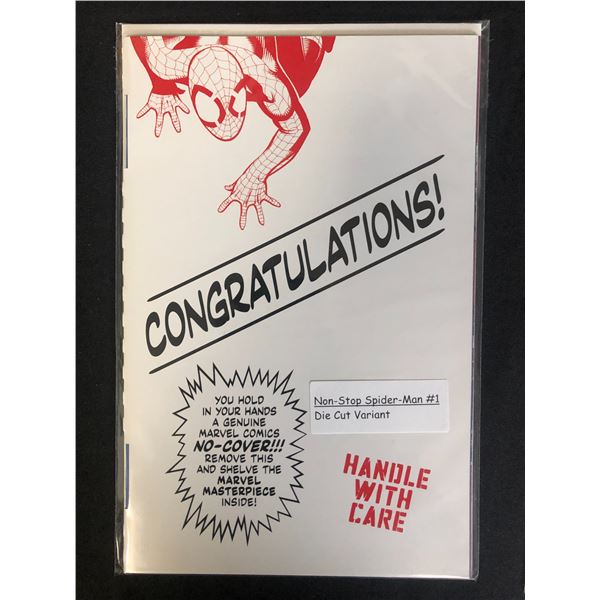 CONGRATULATIONS!
YOU HOLD
IN YOUR HANDS
A GENUINE
MARVEL COMICS
NO-COVER!!!
REMOVE THIS
AND SHELVE THE
MARVEL
MASTERPIECE
INSIDE!
Non-Stop Spider-Man #1
Die Cut Variant
HANDLE
WITH
CARE